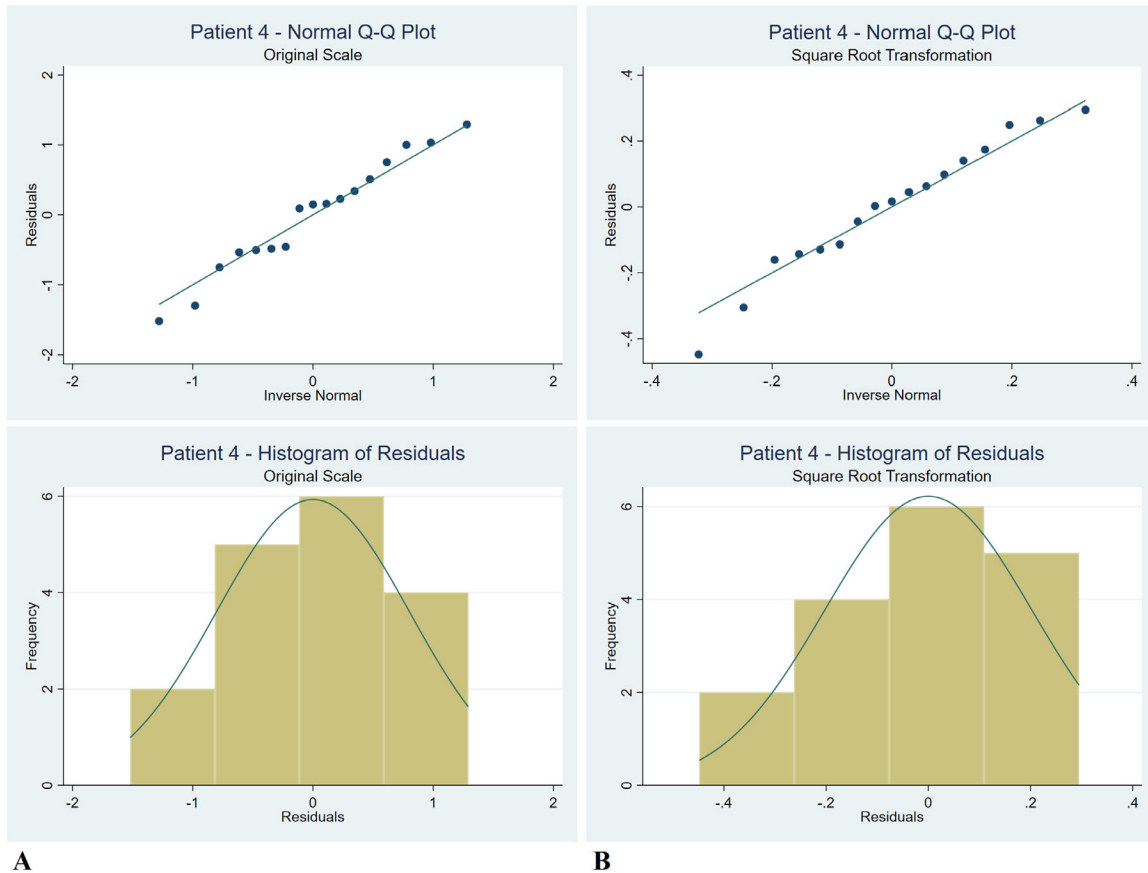 Patient 4 - Normal Q-Q Plot
Original Scale
Residuals
2
1
0
-1
-2
-2
-1
0
1
2
Inverse Normal
Patient 4 - Normal Q-Q Plot
Square Root Transformation
Residuals
.4
.2
0
-.2
-.4
-.4
-.2
0
.2
.4
Inverse Normal
Patient 4 - Histogram of Residuals
Original Scale
Frequency
6
4
2
0
-2
-1
0
1
2
Residuals
Patient 4 - Histogram of Residuals
Square Root Transformation
Frequency
6
4
2
0
-.4
-.2
0
.2
.4
Residuals
A
B